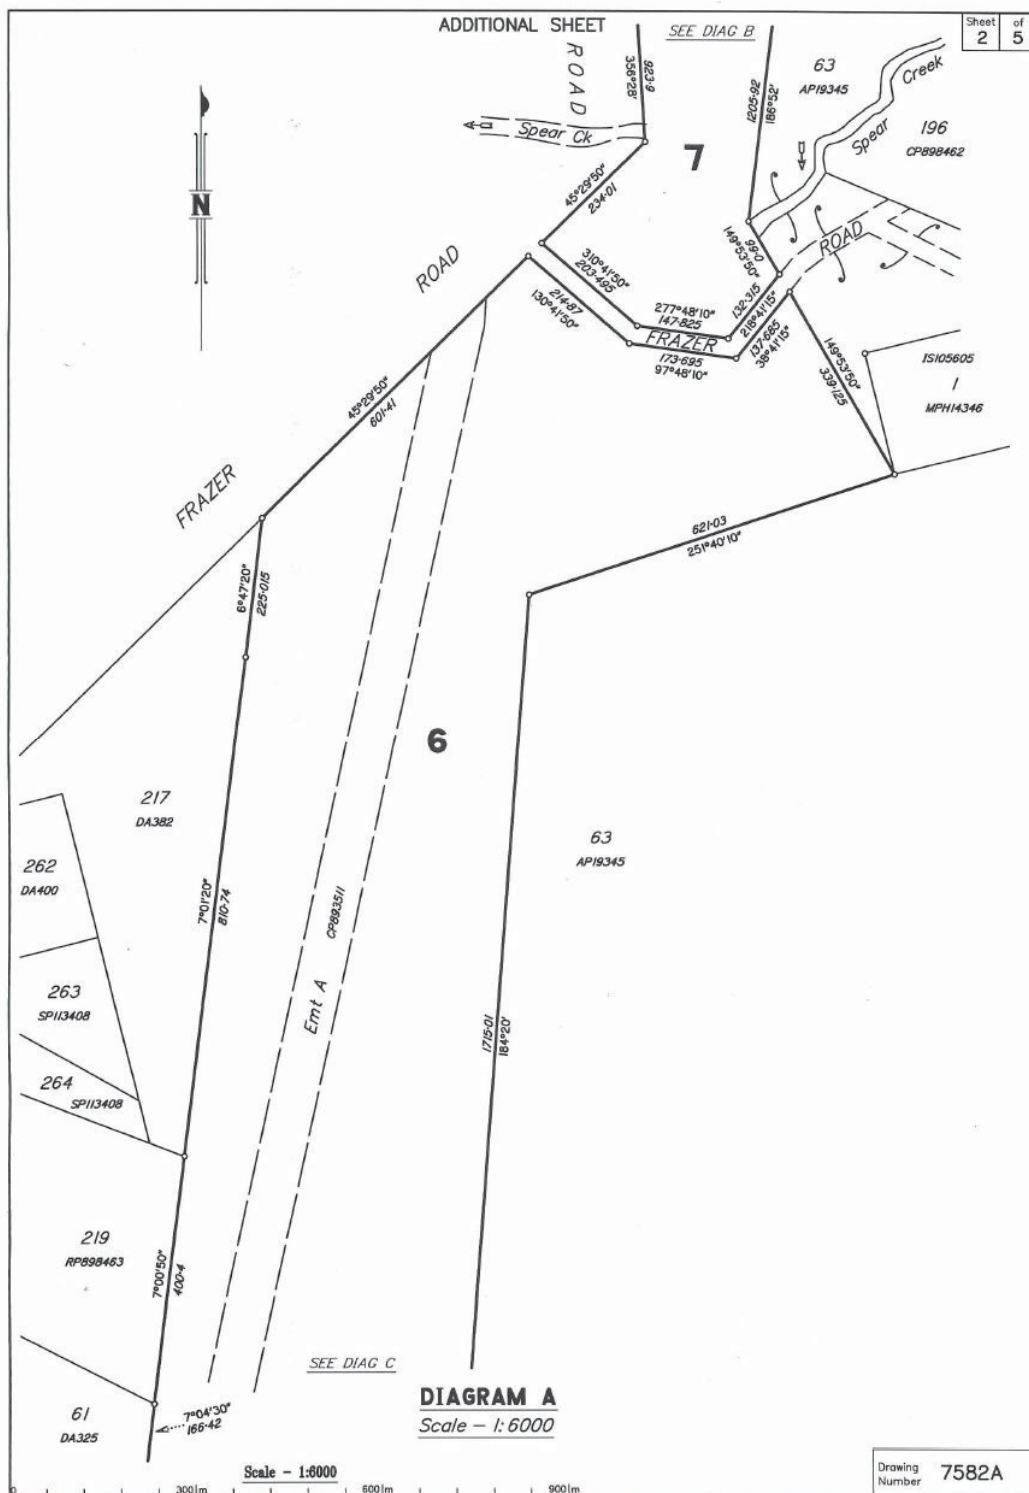 ADDITIONAL SHEET
SEE DIAG B
Sheet 2 of 5
ROAD
923·9
356°28'
1205·92
186°52'
63
AP19345
Spear Creek
196
CP898462
Spear Ck
7
45°29'50"
234·01
99·0
149°53'50"
ROAD
N
ROAD
310°41'50"
203·495
214·87
130°41'50"
277°48'10"
147·825
FRAZER
173·695
97°48'10"
132·315
218°41'15"
137·685
38°41'15"
149°53'50"
339·125
IS105605
1
MPH14346
45°29'50"
601·41
FRAZER
621·03
251°40'10"
6°47'20"
225·015
6
217
DA382
63
AP19345
262
DA400
7°01'20"
810·74
CP893511
Emt A
263
SP113408
1715·01
184°20'
264
SP113408
219
RP898463
7°00'50"
400·4
SEE DIAG C
DIAGRAM A
Scale – 1:6000
61
DA325
7°04'30"
166·42
Scale - 1:6000
0 300m 600m 900m
Drawing Number 7582A